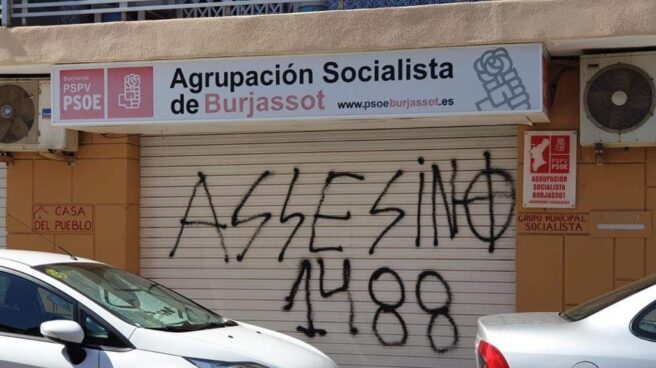 Burjassot
PSPV
PSOE
Agrupación Socialista
de Burjassot www.psoeburjassot.es
ASSESINO
1488
CASA
DEL PUEBLO
PSPV
PSOE
AGRUPACIÓN
SOCIALISTA
BURJASSOT
GRUPO MUNICIPAL
SOCIALISTA